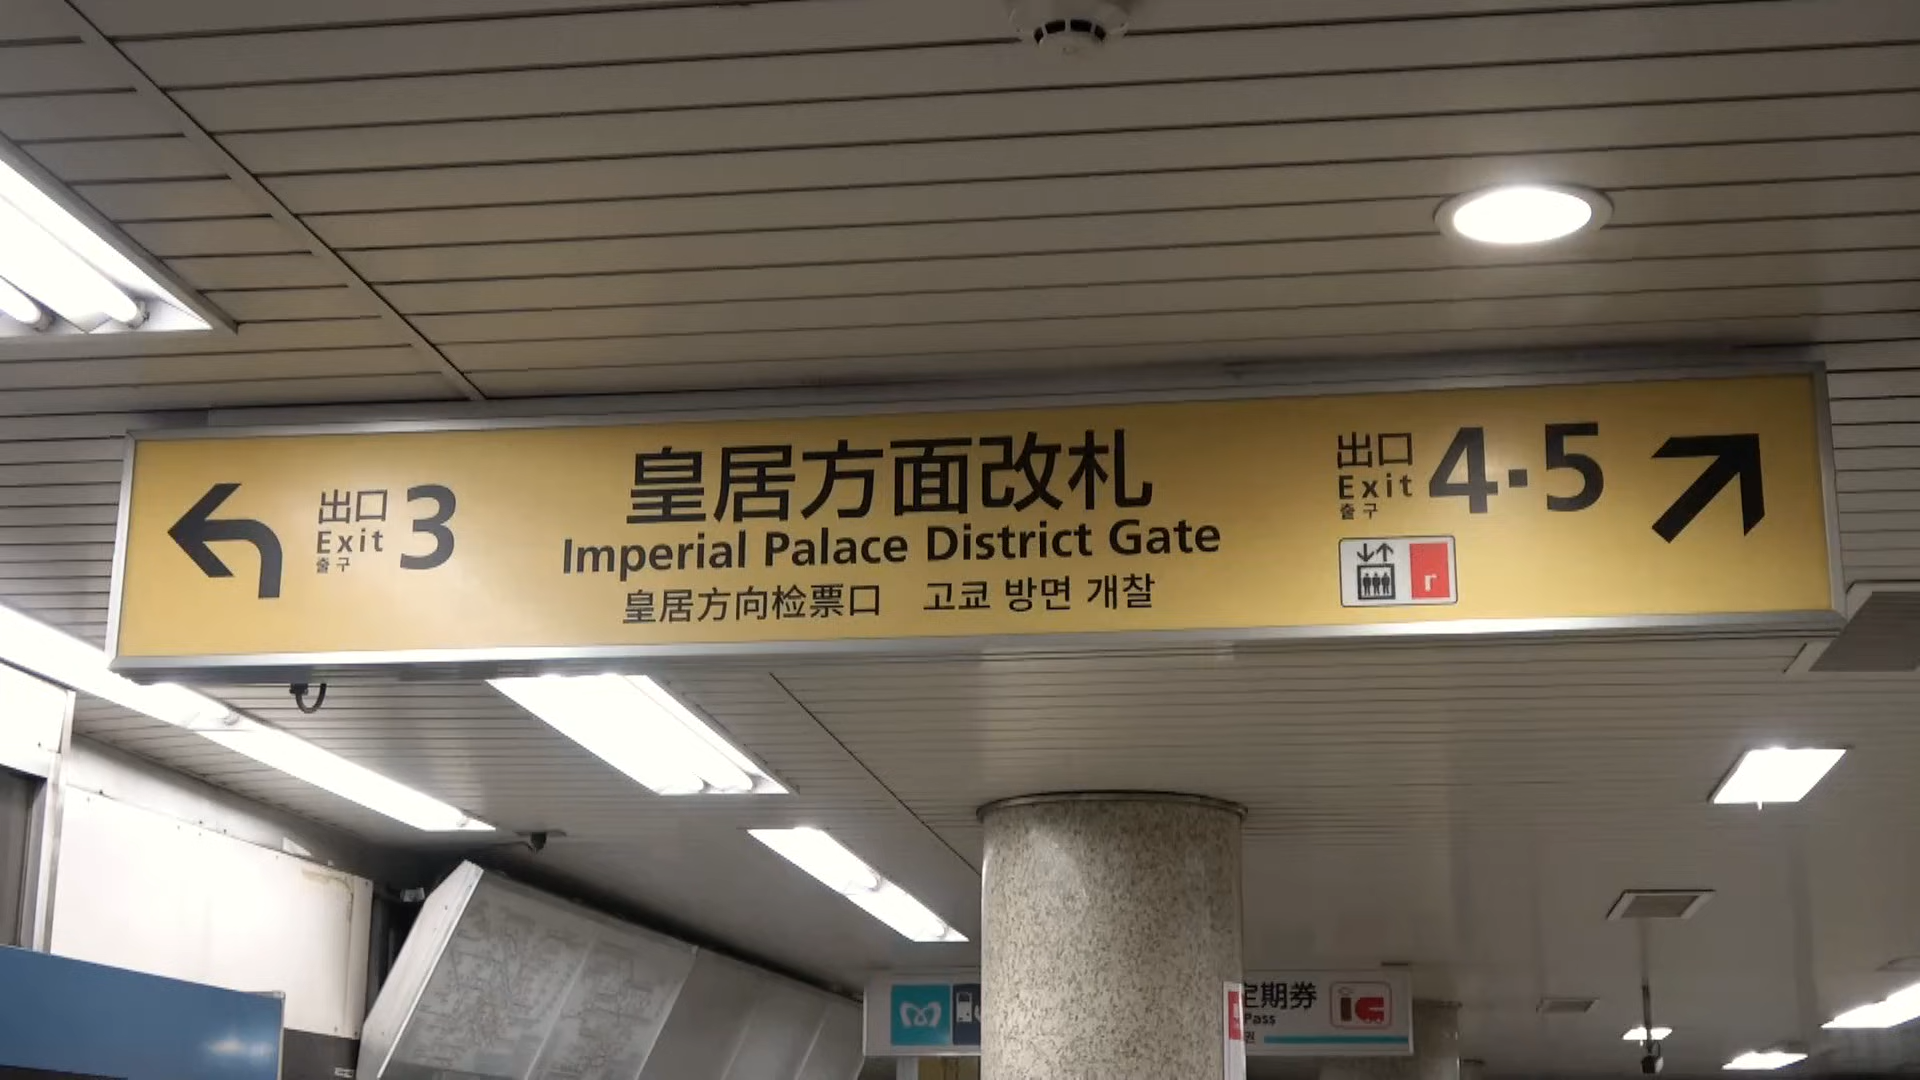 出口
Exit
출구
3
皇居方面改札
Imperial Palace District Gate
皇居方向检票口 고쿄 방면 개찰
出口
Exit
출구
4·5
r
定期券
Pass
권
IC